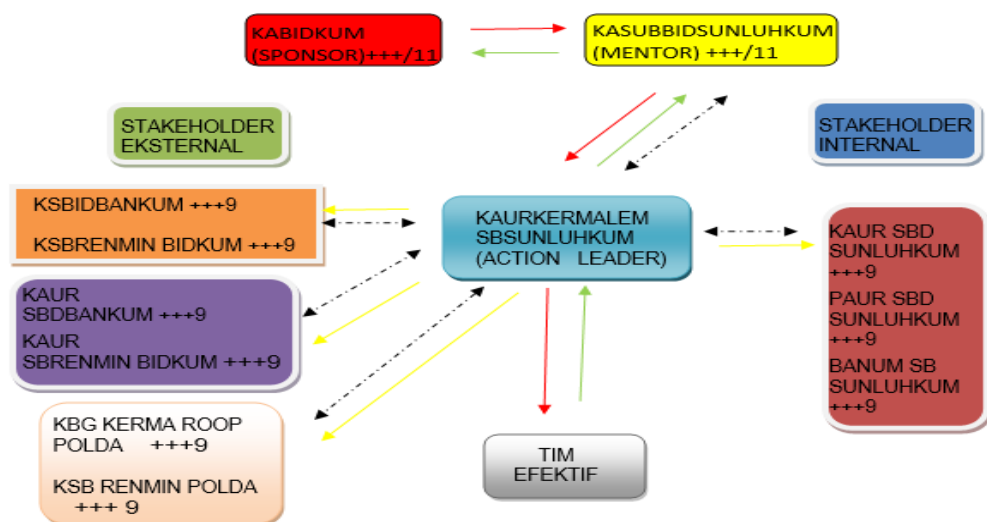 KABIDKUM
(SPONSOR)+++/11
KASUBBIDSUNLUHKUM
(MENTOR) +++/11
STAKEHOLDER
EKSTERNAL
STAKEHOLDER
INTERNAL
KSBIDBANKUM +++9
KSBRENMIN BIDKUM +++9
KAURKERMALEM
SBSUNLUHKUM
(ACTION LEADER)
KAUR SBD
SUNLUHKUM
+++9
PAUR SBD
SUNLUHKUM
+++9
BANUM SB
SUNLUHKUM
+++9
KAUR
SBDBANKUM +++9
KAUR
SBRENMIN BIDKUM +++9
KBG KERMA ROOP
POLDA +++9
KSB RENMIN POLDA
+++ 9
TIM
EFEKTIF